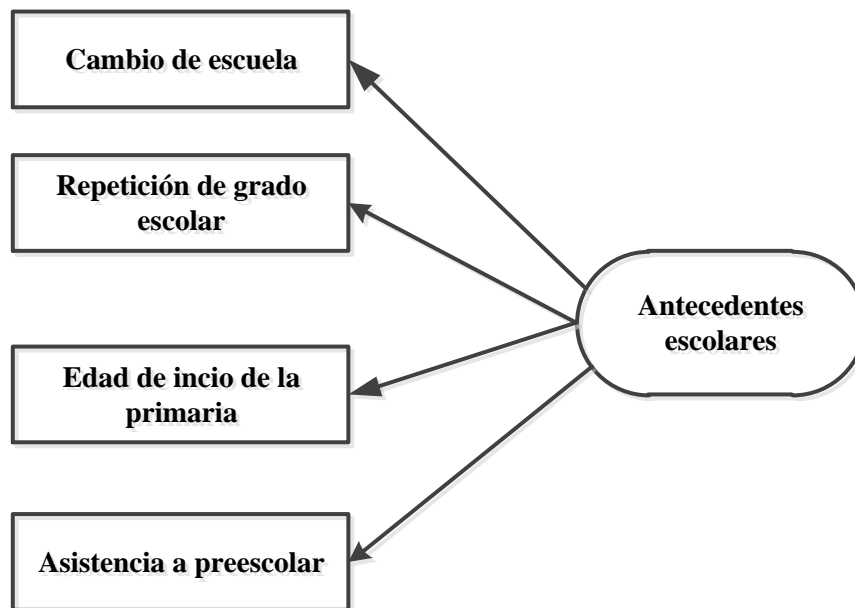 Cambio de escuela
Repetición de grado
escolar
Antecedentes
escolares
Edad de incio de la
primaria
Asistencia a preescolar